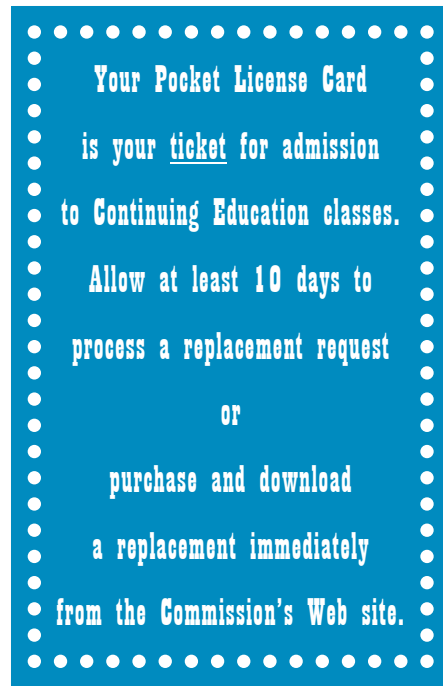 Your Pocket License Card
is your ticket for admission
to Continuing Education classes.
Allow at least 10 days to
process a replacement request
or
purchase and download
a replacement immediately
from the Commission’s Web site.